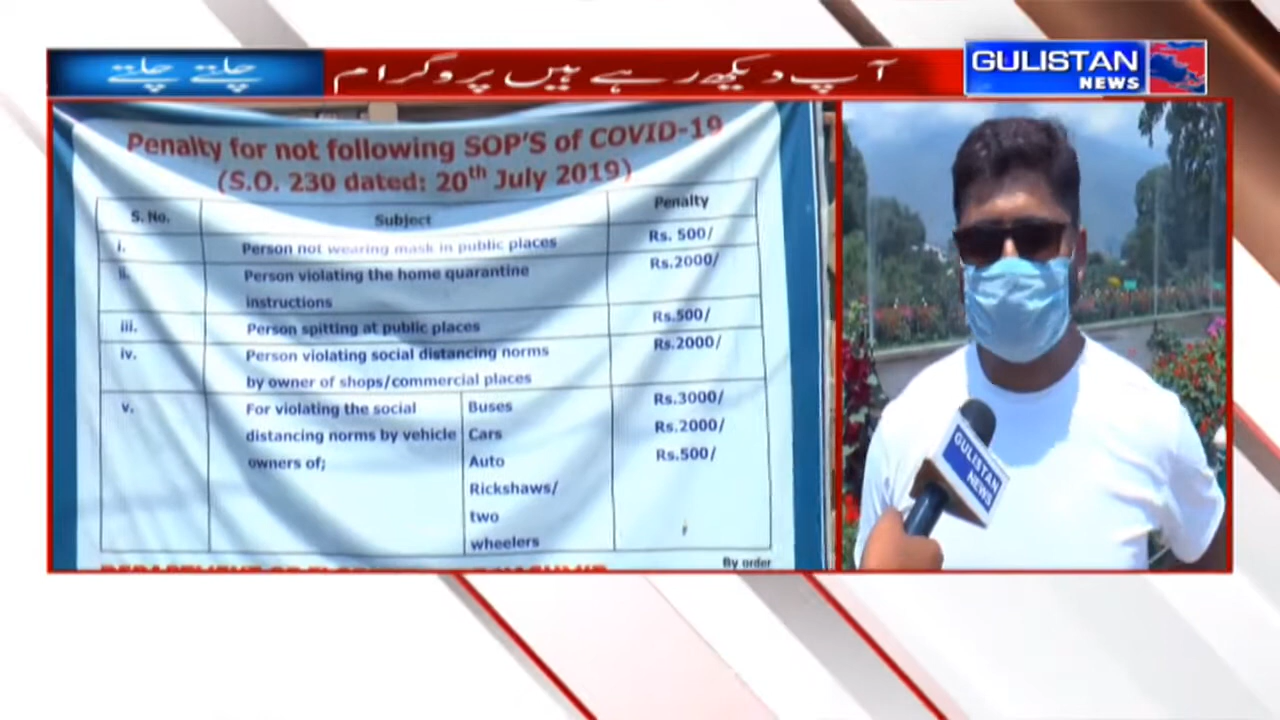 چلتے چلتے
آپ دیکھ رہے ہیں پروگرام
GULISTAN
NEWS
Penalty for not following SOP'S of COVID-19
(S.O. 230 dated: 20th July 2019)
S. No. Subject Penalty
i. Person not wearing mask in public places Rs. 500/
ii. Person violating the home quarantine Rs.2000/
instructions
iii. Person spitting at public places Rs.500/
iv. Person violating social distancing norms Rs.2000/
by owner of shops/commercial places
v. For violating the social Buses Rs.3000/
distancing norms by vehicle Cars Rs.2000/
owners of; Auto Rs.500/
Rickshaws/
two
wheelers
By order
GULISTAN
NEWS